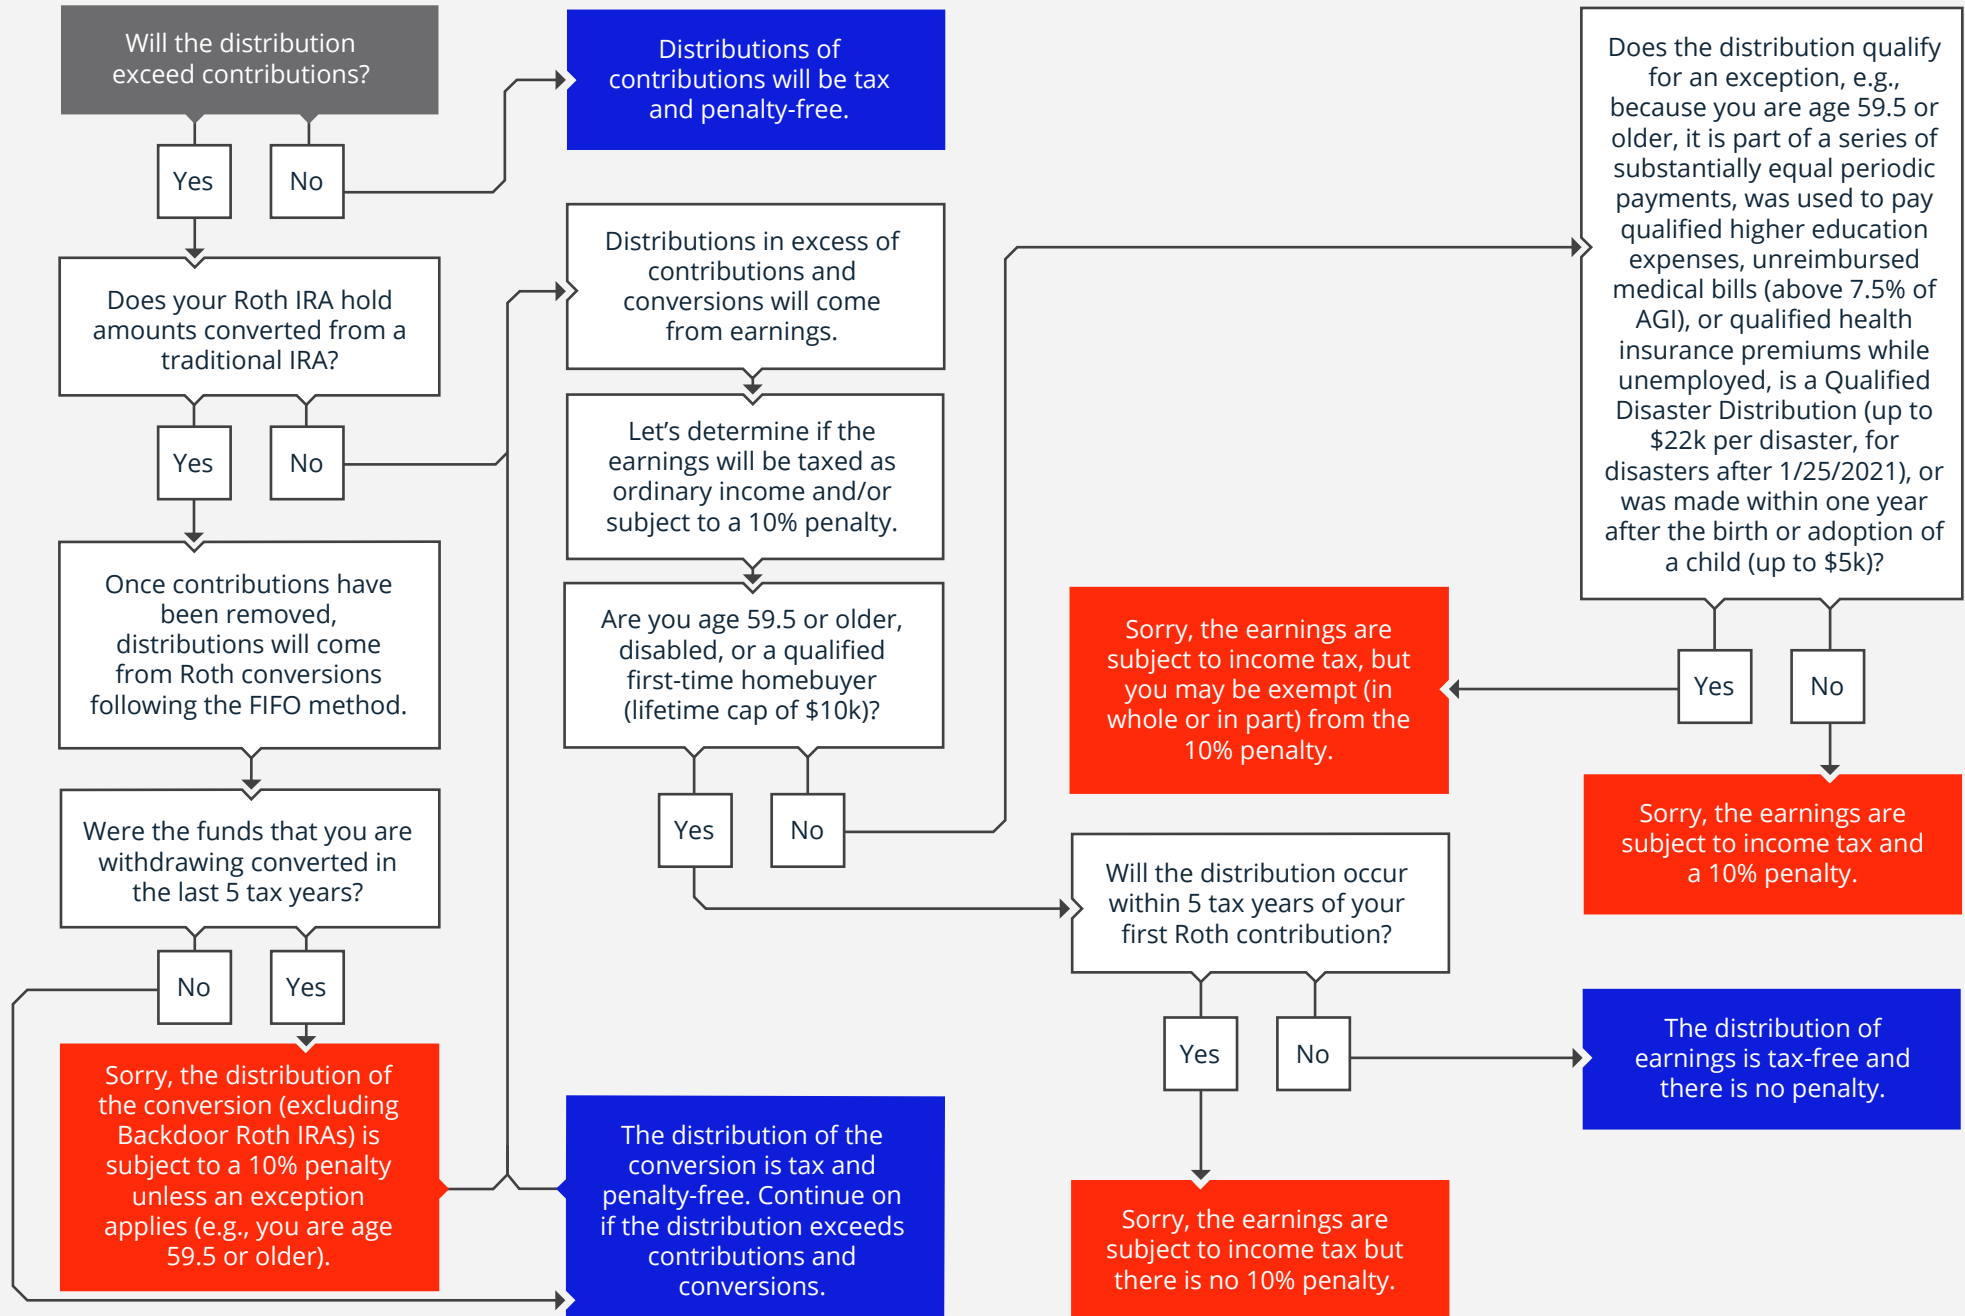 Will the distribution
exceed contributions?
Yes
No
Distributions of
contributions will be tax
and penalty-free.
Does your Roth IRA hold
amounts converted from a
traditional IRA?
Yes
No
Once contributions have
been removed,
distributions will come
from Roth conversions
following the FIFO method.
Were the funds that you are
withdrawing converted in
the last 5 tax years?
No
Yes
Sorry, the distribution of
the conversion (excluding
Backdoor Roth IRAs) is
subject to a 10% penalty
unless an exception
applies (e.g., you are age
59.5 or older).
The distribution of the
conversion is tax and
penalty-free. Continue on
if the distribution exceeds
contributions and
conversions.
Distributions in excess of
contributions and
conversions will come
from earnings.
Let’s determine if the
earnings will be taxed as
ordinary income and/or
subject to a 10% penalty.
Are you age 59.5 or older,
disabled, or a qualified
first-time homebuyer
(lifetime cap of $10k)?
Yes
No
Will the distribution occur
within 5 tax years of your
first Roth contribution?
Yes
No
Sorry, the earnings are
subject to income tax but
there is no 10% penalty.
The distribution of
earnings is tax-free and
there is no penalty.
Does the distribution qualify
for an exception, e.g.,
because you are age 59.5 or
older, it is part of a series of
substantially equal periodic
payments, was used to pay
qualified higher education
expenses, unreimbursed
medical bills (above 7.5% of
AGI), or qualified health
insurance premiums while
unemployed, is a Qualified
Disaster Distribution (up to
$22k per disaster, for
disasters after 1/25/2021), or
was made within one year
after the birth or adoption of
a child (up to $5k)?
Yes
No
Sorry, the earnings are
subject to income tax, but
you may be exempt (in
whole or in part) from the
10% penalty.
Sorry, the earnings are
subject to income tax and
a 10% penalty.